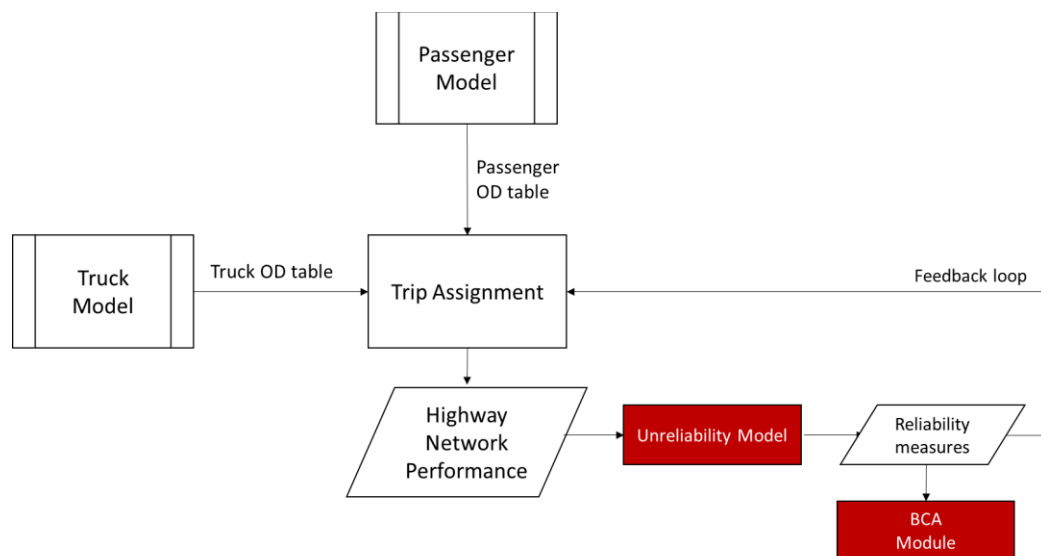 Passenger
Model
Passenger
OD table
Truck
Model
Truck OD table
Trip Assignment
Feedback loop
Highway
Network
Performance
Unreliability Model
Reliability
measures
BCA
Module